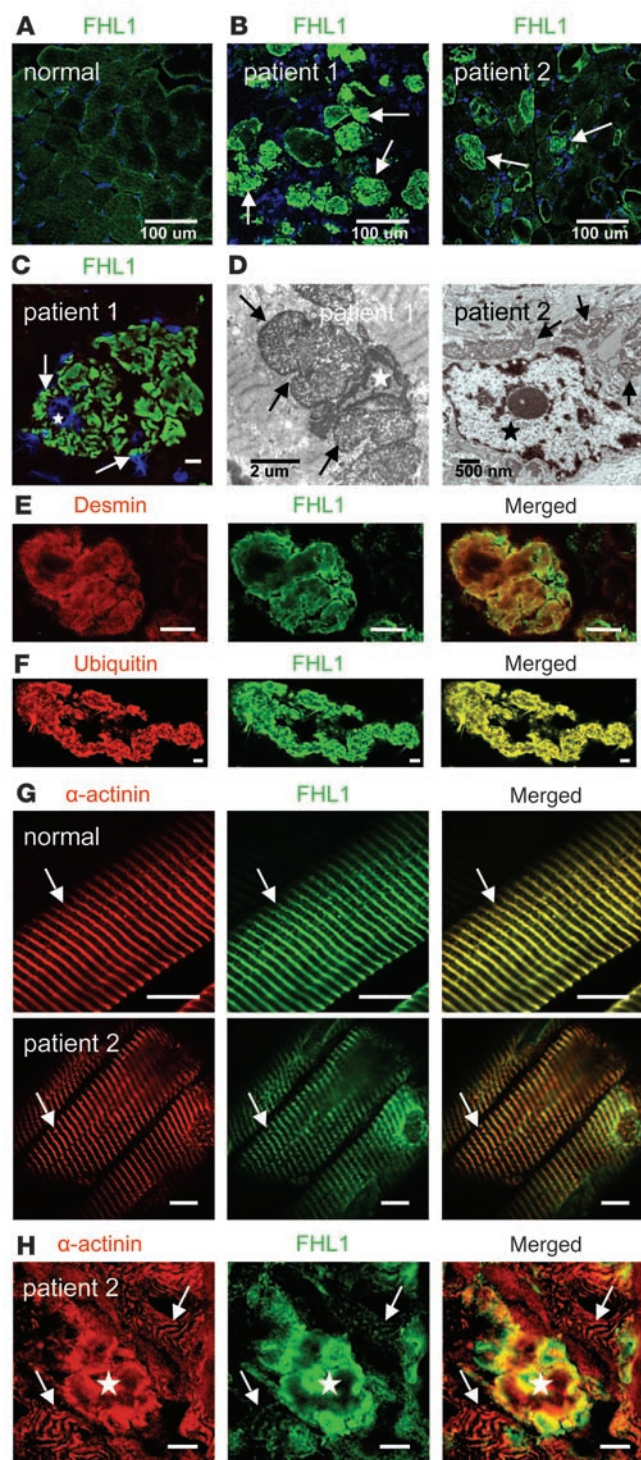 A FHL1
normal
100 um
B FHL1
patient 1
100 um
patient 2
100 um
C FHL1
patient 1
D
patient 1
2 um
patient 2
500 nm
E Desmin FHL1 Merged
F Ubiquitin FHL1 Merged
G α-actinin FHL1 Merged
normal
patient 2
H α-actinin FHL1 Merged
patient 2